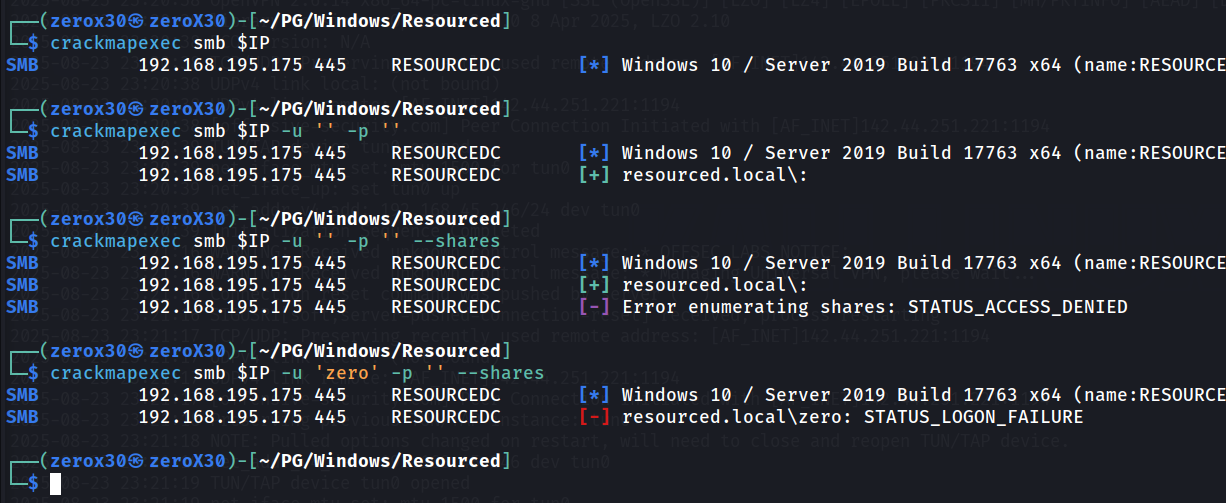 ┌──(zerox30㉿zeroX30)-[~/PG/Windows/Resourced]
└─$ crackmapexec smb $IP
SMB 192.168.195.175 445 RESOURCEDC [*] Windows 10 / Server 2019 Build 17763 x64 (name:RESOURCE
┌──(zerox30㉿zeroX30)-[~/PG/Windows/Resourced]
└─$ crackmapexec smb $IP -u '' -p ''
SMB 192.168.195.175 445 RESOURCEDC [*] Windows 10 / Server 2019 Build 17763 x64 (name:RESOURCE
SMB 192.168.195.175 445 RESOURCEDC [+] resourced.local\:
┌──(zerox30㉿zeroX30)-[~/PG/Windows/Resourced]
└─$ crackmapexec smb $IP -u '' -p '' --shares
SMB 192.168.195.175 445 RESOURCEDC [*] Windows 10 / Server 2019 Build 17763 x64 (name:RESOURCE
SMB 192.168.195.175 445 RESOURCEDC [+] resourced.local\:
SMB 192.168.195.175 445 RESOURCEDC [-] Error enumerating shares: STATUS_ACCESS_DENIED
┌──(zerox30㉿zeroX30)-[~/PG/Windows/Resourced]
└─$ crackmapexec smb $IP -u 'zero' -p '' --shares
SMB 192.168.195.175 445 RESOURCEDC [*] Windows 10 / Server 2019 Build 17763 x64 (name:RESOURCE
SMB 192.168.195.175 445 RESOURCEDC [-] resourced.local\zero: STATUS_LOGON_FAILURE
┌──(zerox30㉿zeroX30)-[~/PG/Windows/Resourced]
└─$